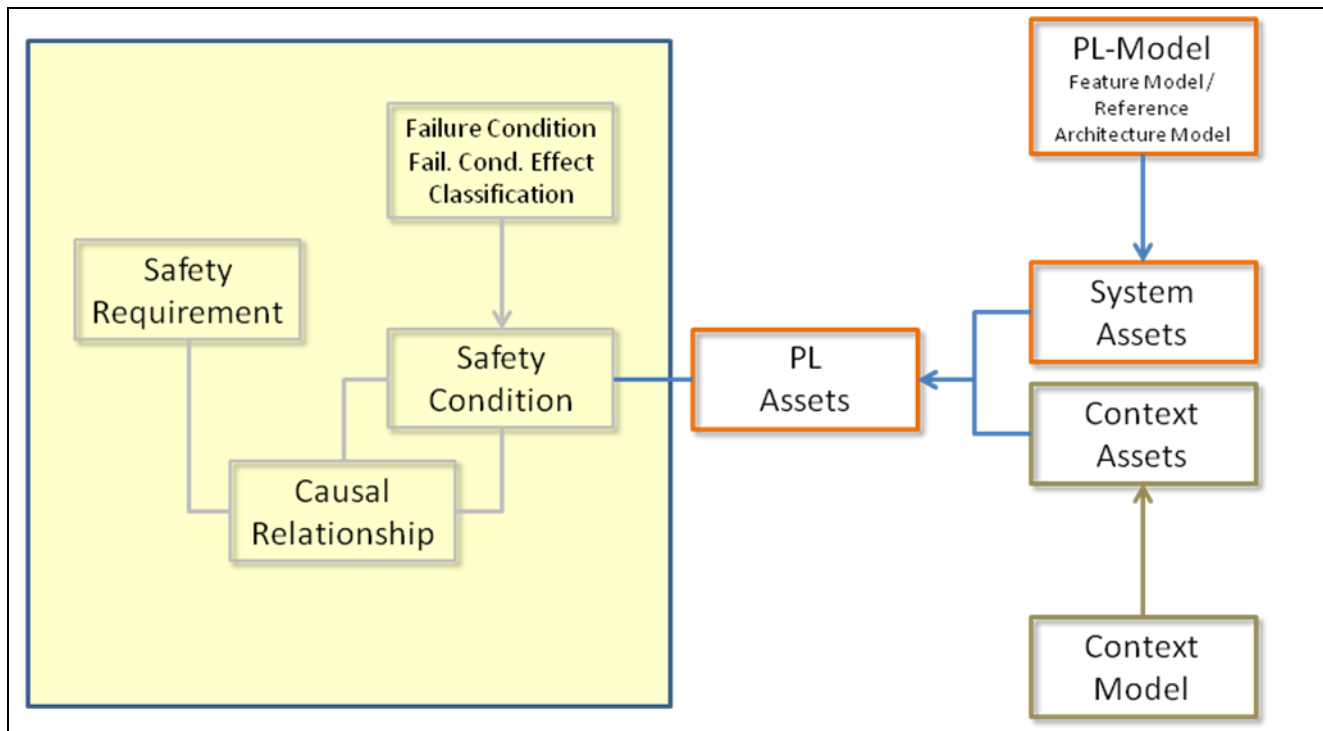 PL-Model
Feature Model /
Reference
Architecture Model
Failure Condition
Fail. Cond. Effect
Classification
Safety
Requirement
System
Assets
Safety
Condition
PL
Assets
Context
Assets
Causal
Relationship
Context
Model